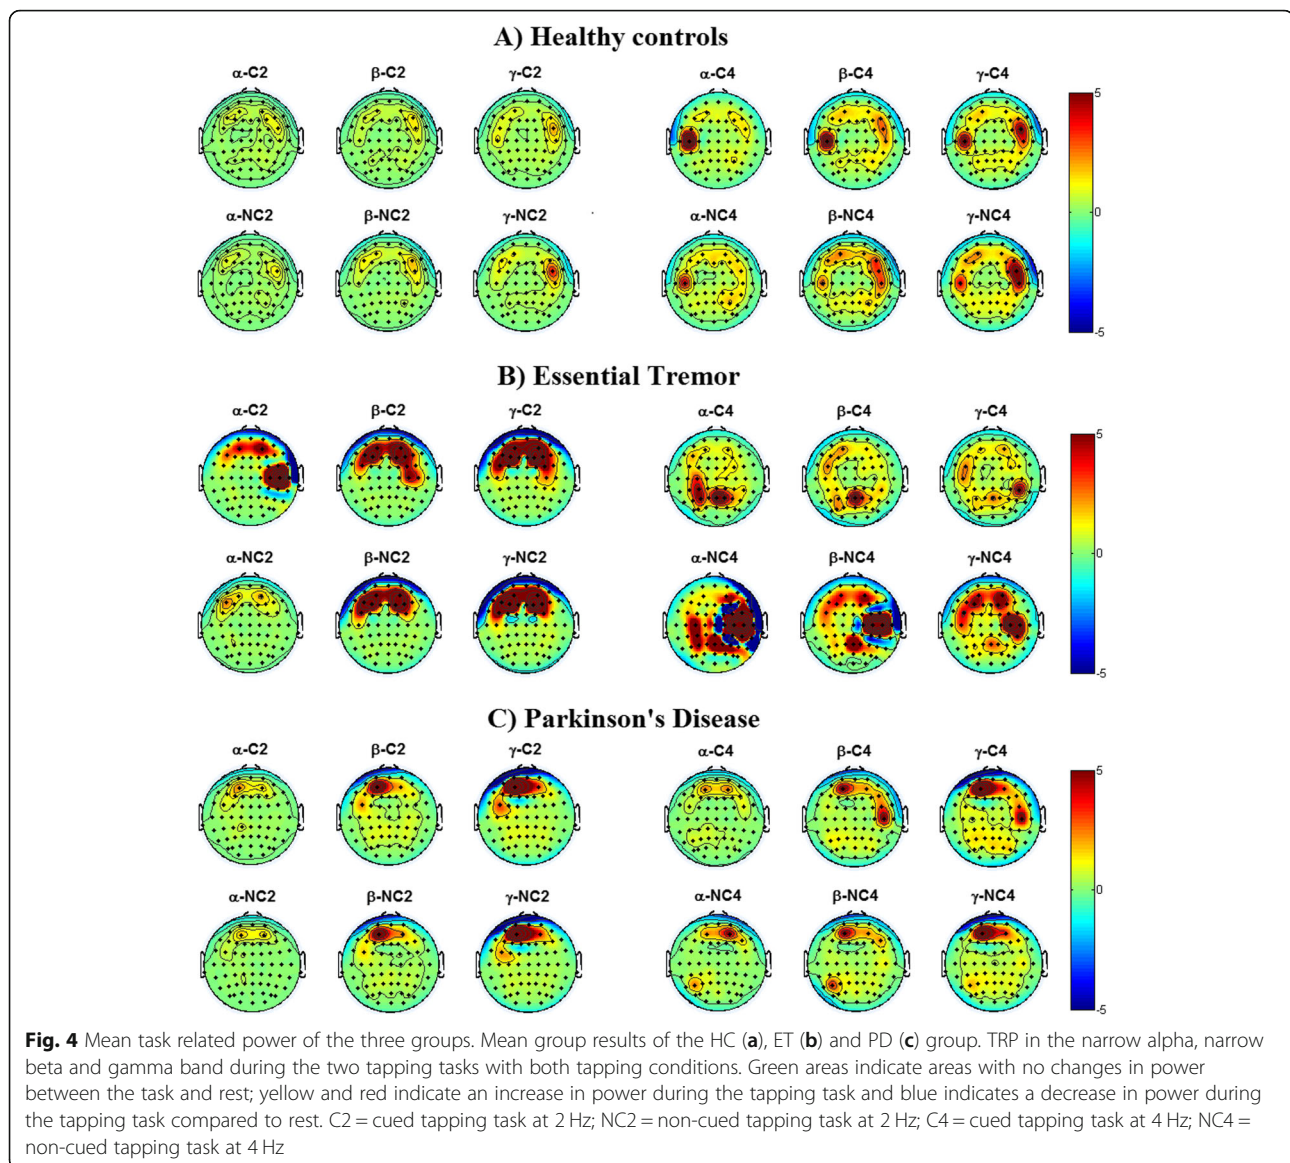 A) Healthy controls
α-C2 β-C2 γ-C2 α-C4 β-C4 γ-C4
5
0
-5
α-NC2 β-NC2 γ-NC2 α-NC4 β-NC4 γ-NC4
B) Essential Tremor
α-C2 β-C2 γ-C2 α-C4 β-C4 γ-C4
5
0
-5
α-NC2 β-NC2 γ-NC2 α-NC4 β-NC4 γ-NC4
C) Parkinson's Disease
α-C2 β-C2 γ-C2 α-C4 β-C4 γ-C4
5
0
-5
α-NC2 β-NC2 γ-NC2 α-NC4 β-NC4 γ-NC4
Fig. 4 Mean task related power of the three groups. Mean group results of the HC (a), ET (b) and PD (c) group. TRP in the narrow alpha, narrow
beta and gamma band during the two tapping tasks with both tapping conditions. Green areas indicate areas with no changes in power
between the task and rest; yellow and red indicate an increase in power during the tapping task and blue indicates a decrease in power during
the tapping task compared to rest. C2 = cued tapping task at 2 Hz; NC2 = non-cued tapping task at 2 Hz; C4 = cued tapping task at 4 Hz; NC4 =
non-cued tapping task at 4 Hz